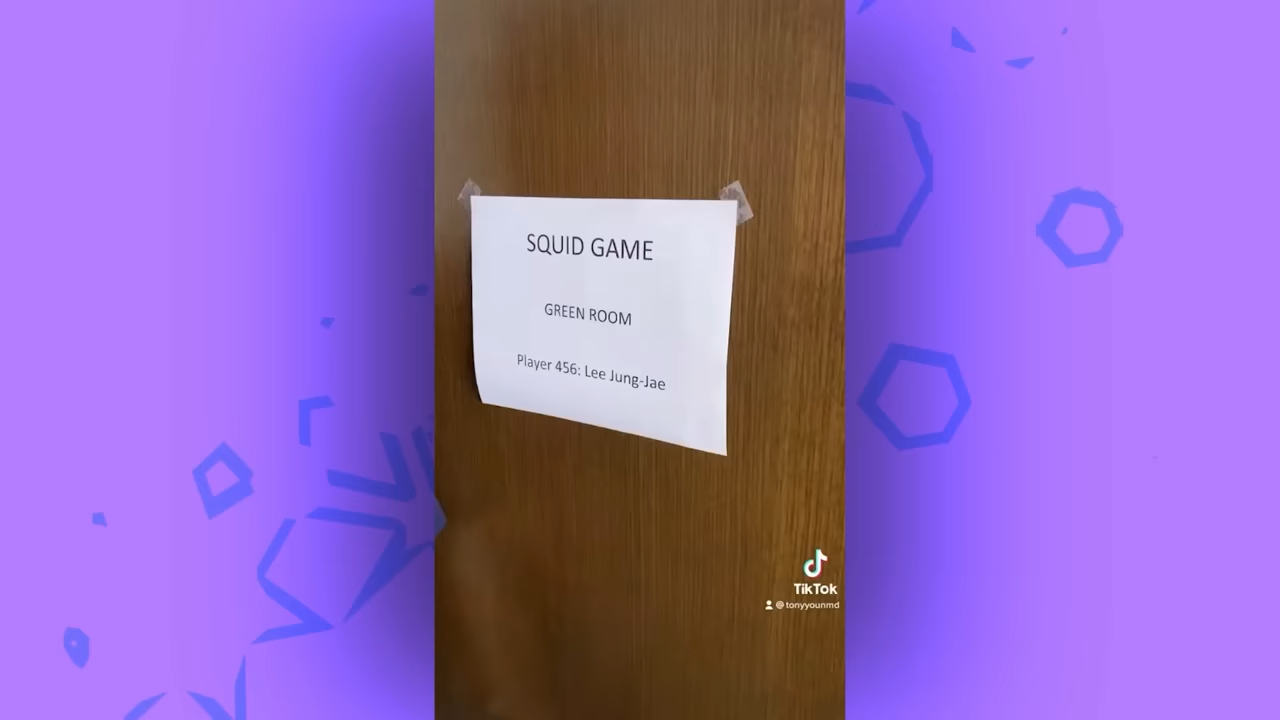 SQUID GAME
GREEN ROOM
Player 456: Lee Jung-Jae
TikTok
@tonyyounmd